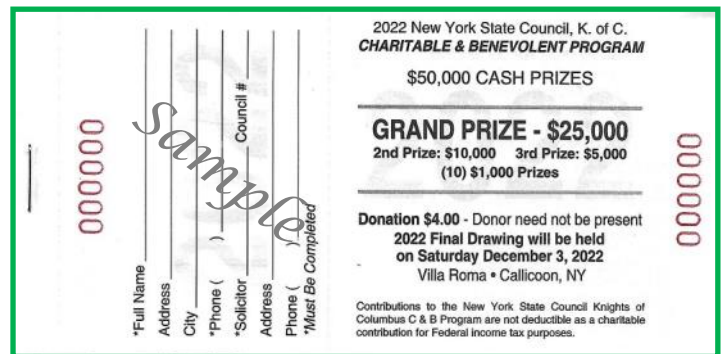 000000
*Full Name
Address
City
*Phone ( )
*Solicitor Council #
Address
Phone ( )
*Must Be Completed
Sample
2022 New York State Council, K. of C.
CHARITABLE & BENEVOLENT PROGRAM
$50,000 CASH PRIZES
GRAND PRIZE - $25,000
2nd Prize: $10,000 3rd Prize: $5,000
(10) $1,000 Prizes
Donation $4.00 - Donor need not be present
2022 Final Drawing will be held
on Saturday December 3, 2022
Villa Roma • Callicoon, NY
Contributions to the New York State Council Knights of
Columbus C & B Program are not deductible as a charitable
contribution for Federal income tax purposes.
000000